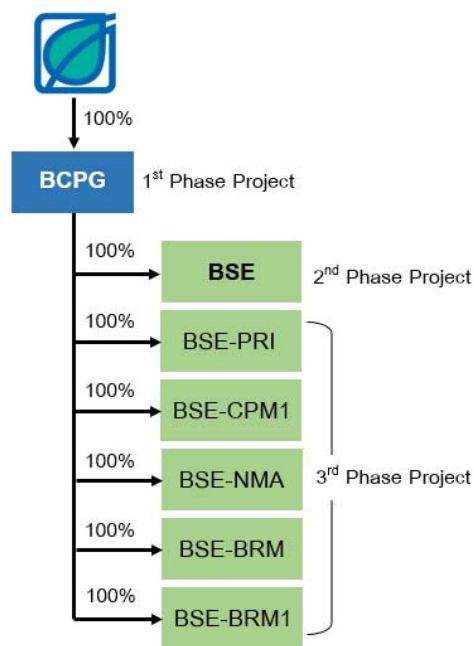 100%
BCPG
1st Phase Project
100%
BSE
2nd Phase Project
100%
BSE-PRI
100%
BSE-CPM1
100%
BSE-NMA
3rd Phase Project
100%
BSE-BRM
100%
BSE-BRM1